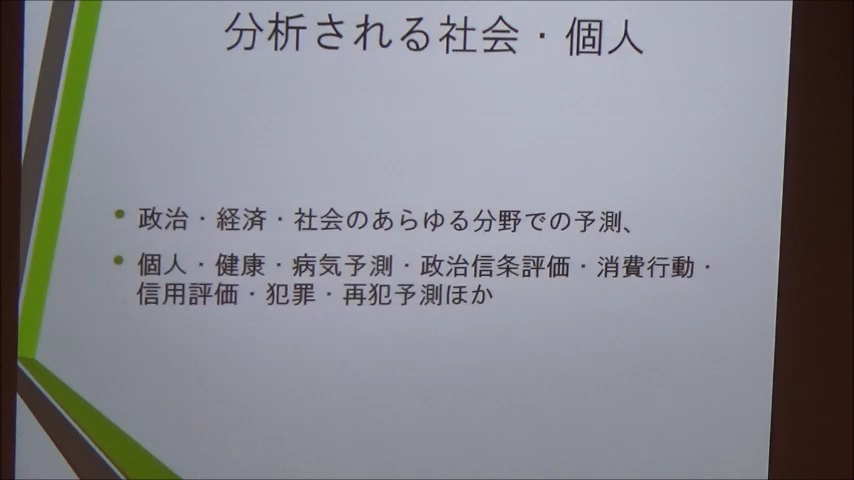 分析される社会・個人
• 政治・経済・社会のあらゆる分野での予測、
• 個人・健康・病気予測・政治信条評価・消費行動・
信用評価・犯罪・再犯予測ほか